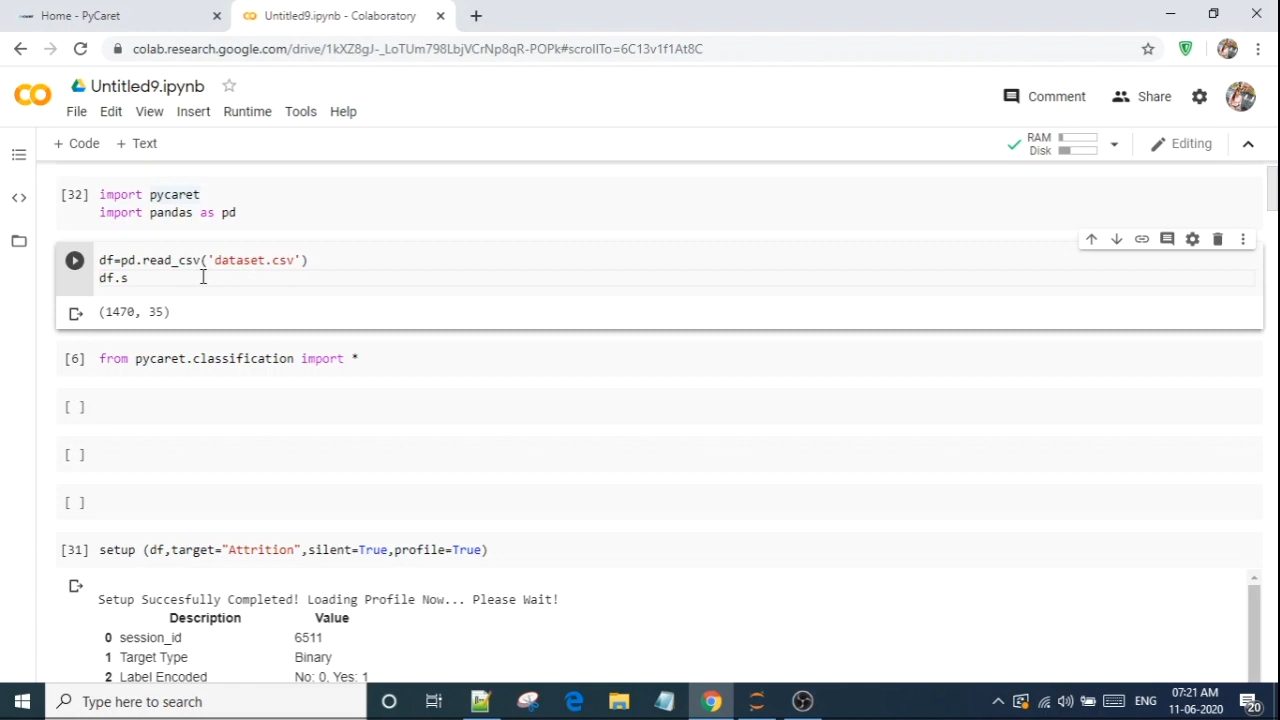 Home - PyCaret
Untitled9.ipynb - Colaboratory
colab.research.google.com/drive/1kXZ8gJ-_LoTUm798LbjVCrNp8qR-POPk#scrollTo=6C13v1f1At8C
Untitled9.ipynb
File Edit View Insert Runtime Tools Help
Comment
Share
+ Code + Text
RAM
Disk
Editing
[32] import pycaret
import pandas as pd
df=pd.read_csv('dataset.csv')
df.s
(1470, 35)
[6] from pycaret.classification import *
[ ]
[ ]
[ ]
[31] setup (df,target="Attrition",silent=True,profile=True)
Setup Succesfully Completed! Loading Profile Now... Please Wait!
Description Value
0 session_id 6511
1 Target Type Binary
2 Label Encoded No: 0, Yes: 1
Type here to search
ENG
07:21 AM
11-06-2020
20